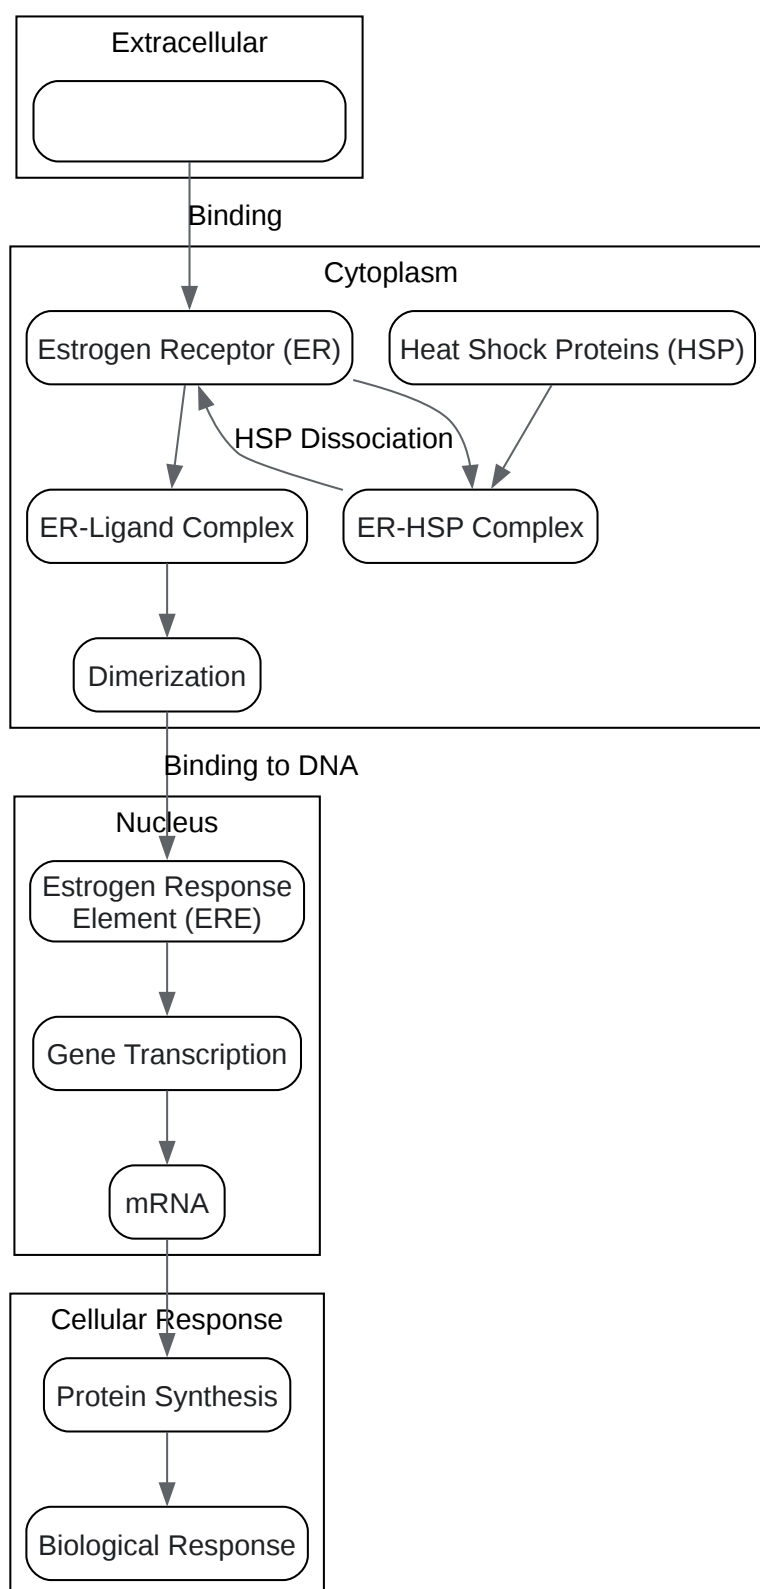 Extracellular
Binding
Cytoplasm
Estrogen Receptor (ER)
Heat Shock Proteins (HSP)
HSP Dissociation
ER-Ligand Complex
ER-HSP Complex
Dimerization
Binding to DNA
Nucleus
Estrogen Response
Element (ERE)
Gene Transcription
mRNA
Cellular Response
Protein Synthesis
Biological Response